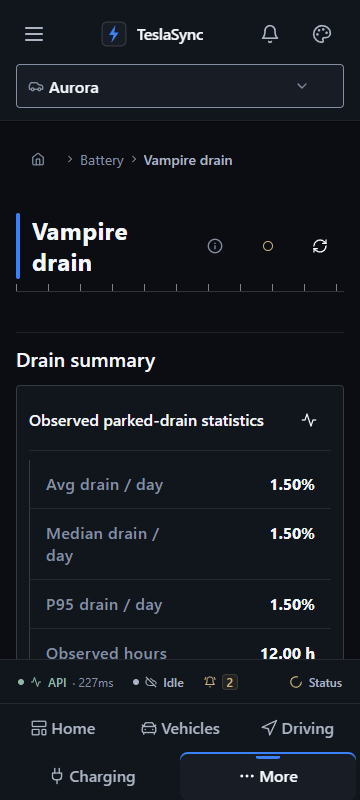 TeslaSync
Aurora
Battery
Vampire drain
Vampire
drain
Drain summary
Observed parked-drain statistics
Avg drain / day 1.50%
Median drain /
day
1.50%
P95 drain / day 1.50%
Observed hours 12.00 h
API · 227ms Idle 2 Status
Home Vehicles Driving
Charging More